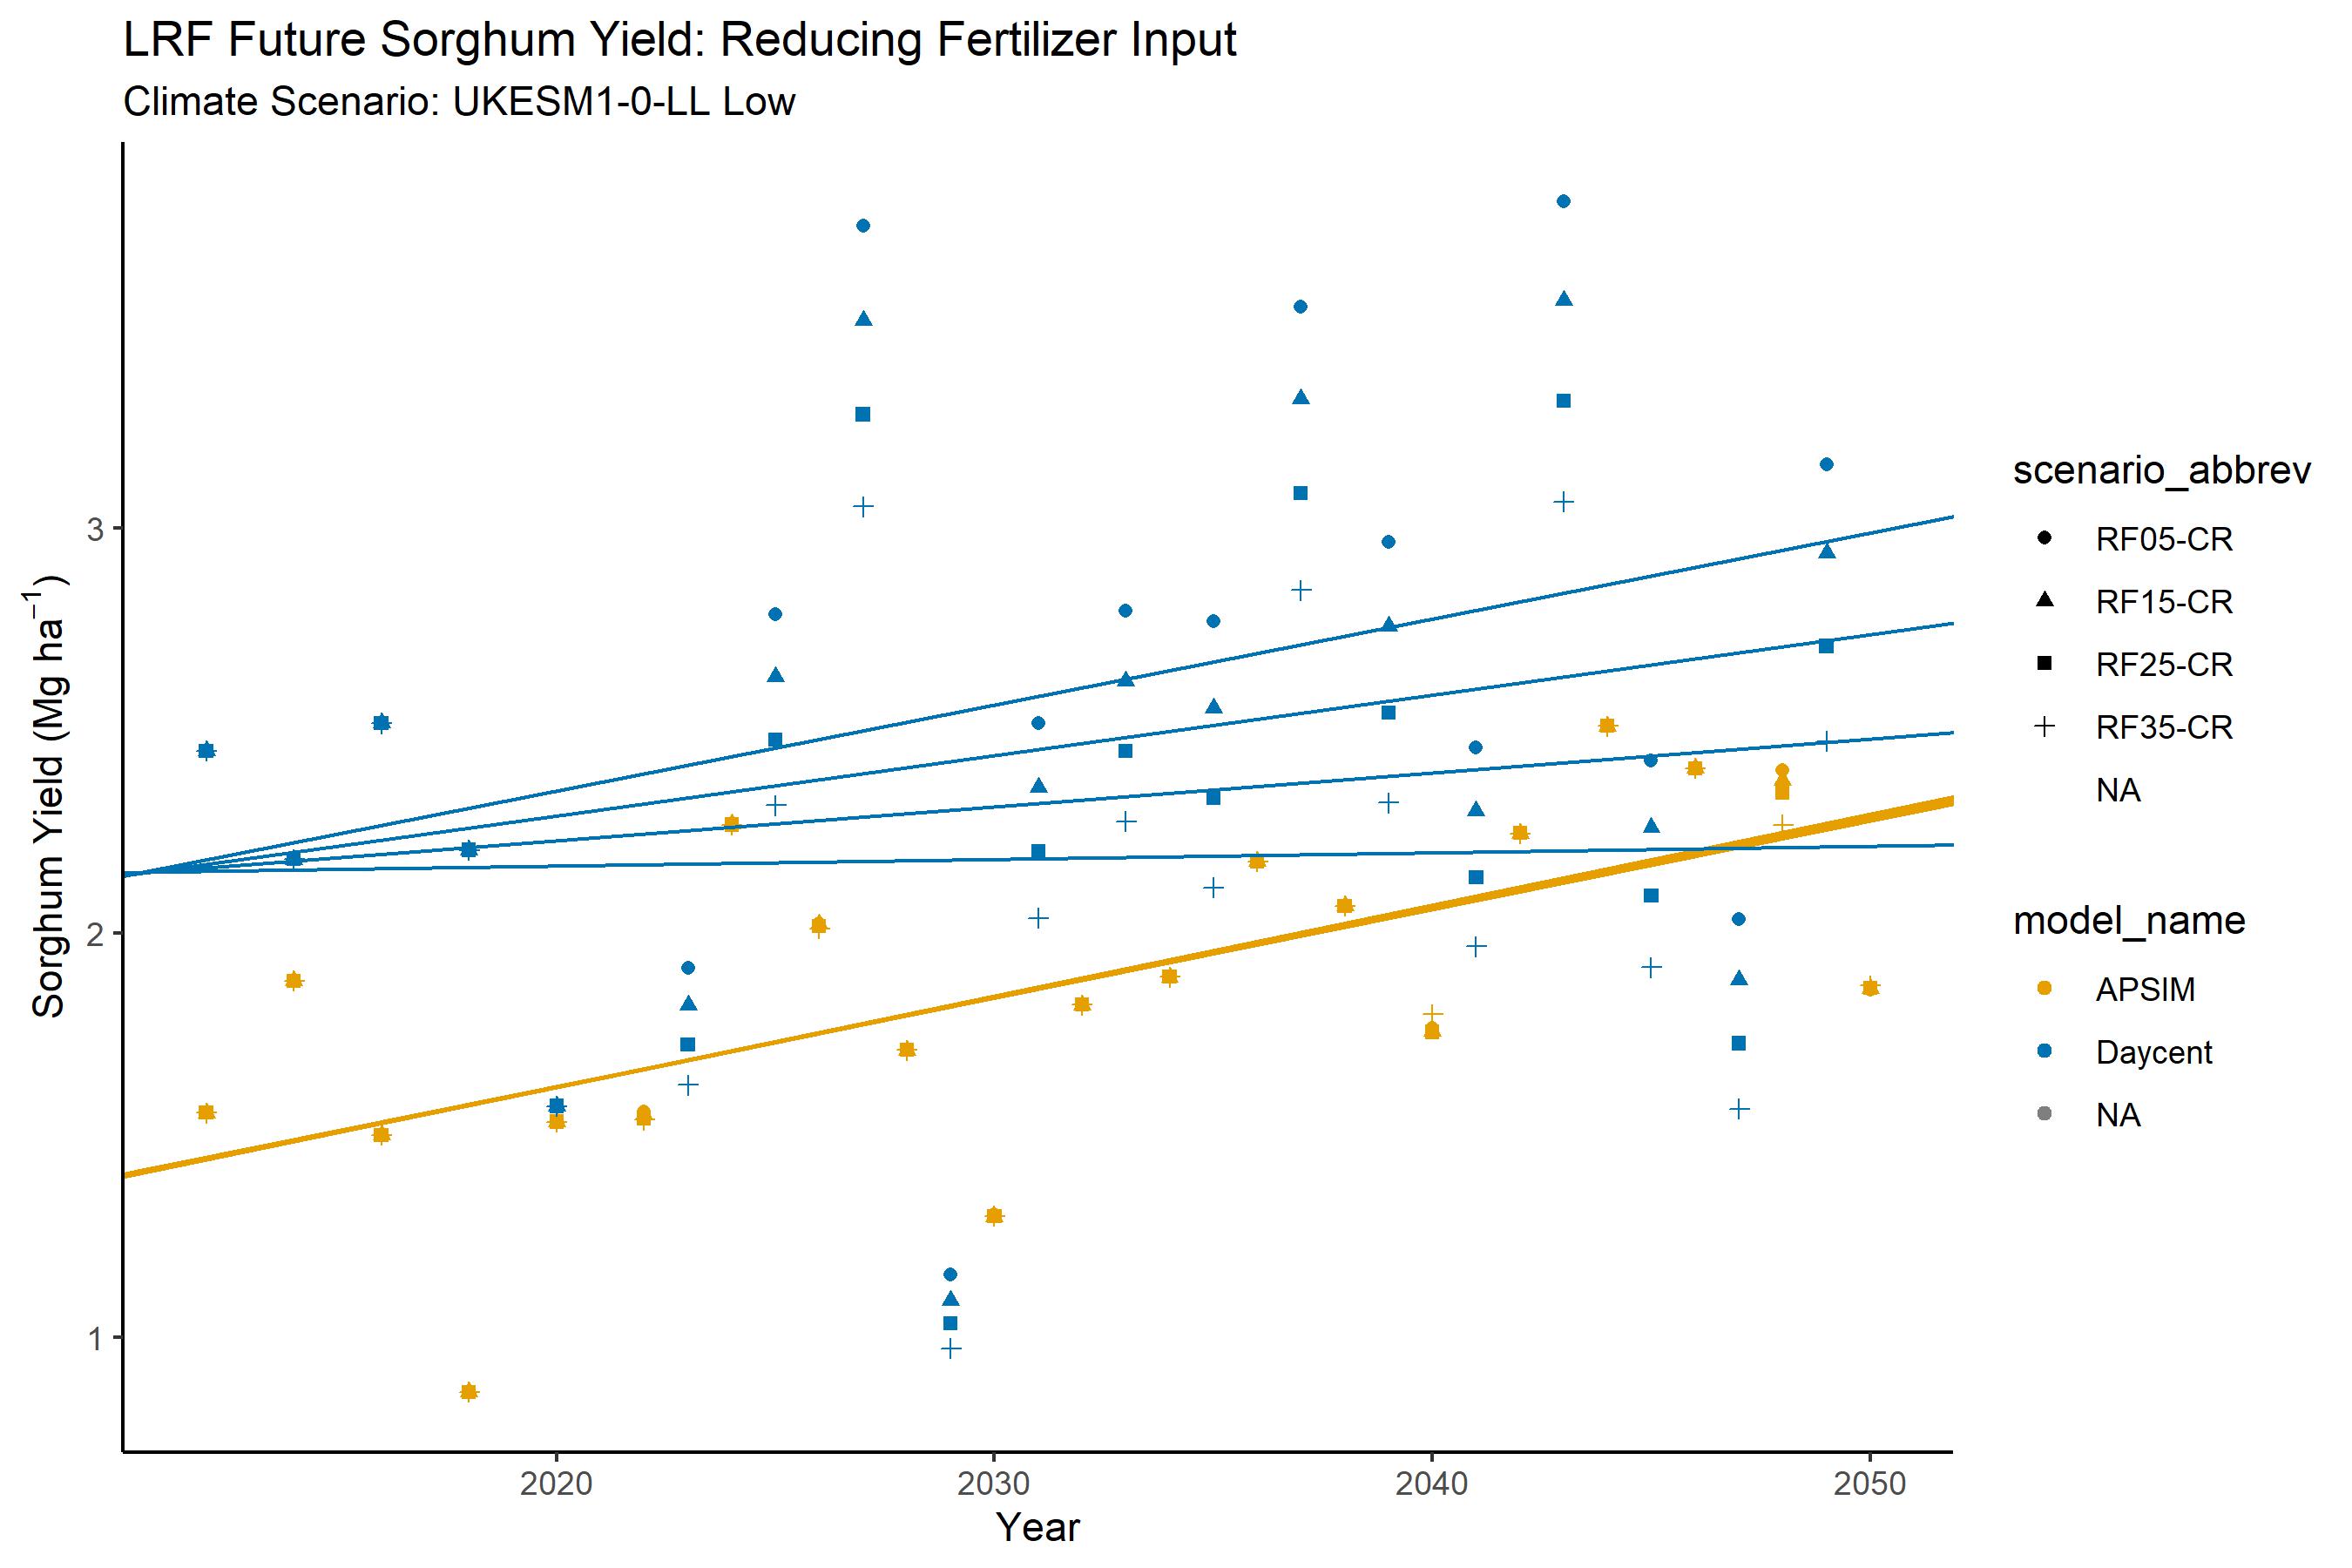 LRF Future Sorghum Yield: Reducing Fertilizer Input
Climate Scenario: UKESM1-0-LL Low
Sorghum Yield (Mg ha⁻¹)
3
2
1
2020
2030
2040
2050
Year
scenario_abbrev
RF05-CR
RF15-CR
RF25-CR
RF35-CR
NA
model_name
APSIM
Daycent
NA